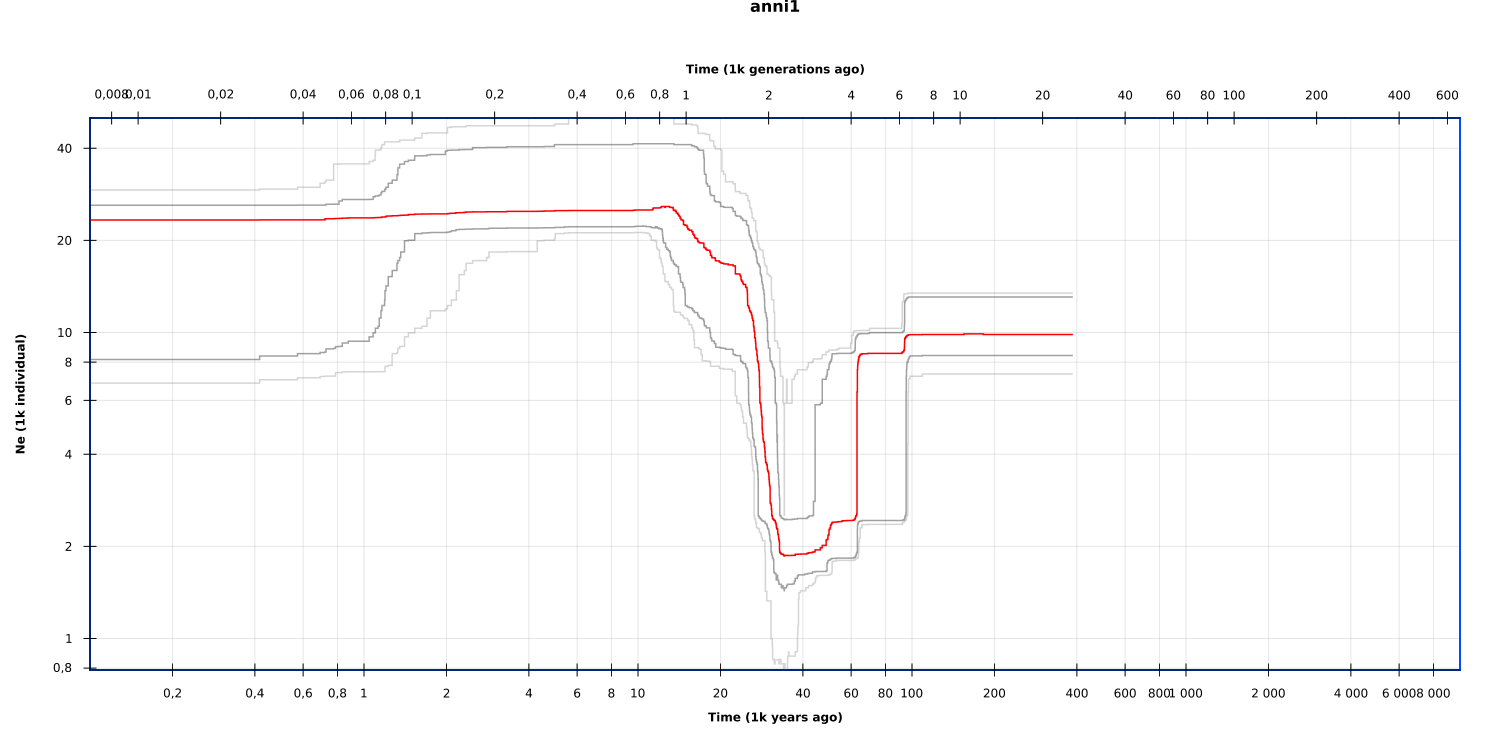 anni1
Time (1k generations ago)
0,008 0,01 0,02 0,04 0,06 0,08 0,1 0,2 0,4 0,6 0,8 1 2 4 6 8 10 20 40 60 80 100 200 400 600
40
20
10
8
6
4
2
1
0,8
Ne (1k individual)
0,2 0,4 0,6 0,8 1 2 4 6 8 10 20 40 60 80 100 200 400 600 800 1 000 2 000 4 000 6 000 8 000
Time (1k years ago)